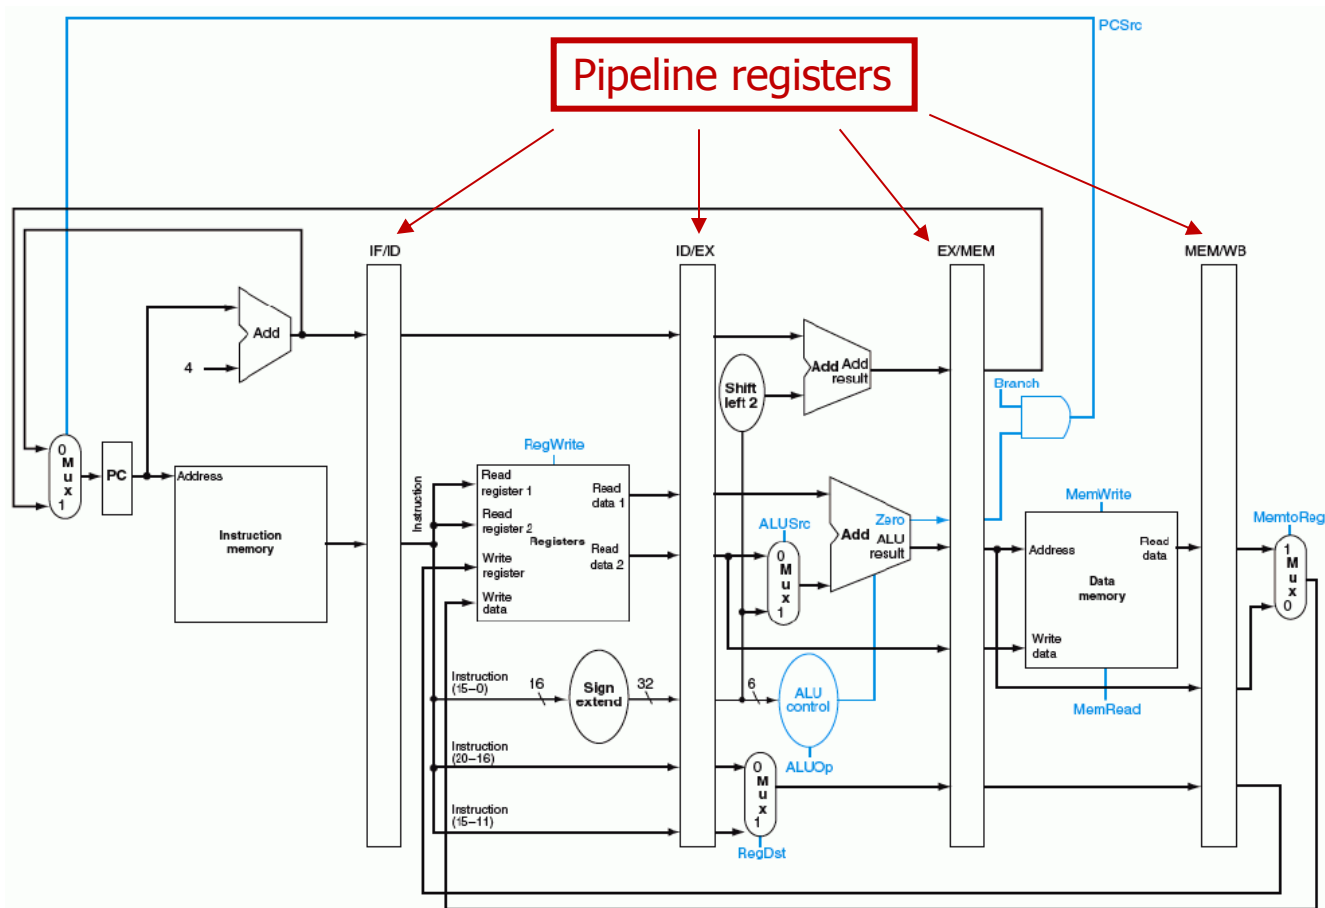 PCSrc
Pipeline registers
IF/ID
ID/EX
EX/MEM
MEM/WB
Add
4
Shift
left 2
Add
Add
result
Branch
0
M
u
x
1
PC
Address
Instruction
memory
Instruction
RegWrite
Read
register 1
Read
register 2
Write
register
Write
data
Registers
Read
data 1
Read
data 2
ALUSrc
0
M
u
x
1
Add
Zero
ALU
result
MemWrite
Address
Read
data
Data
memory
Write
data
MemRead
MemtoReg
1
M
u
x
0
Instruction
(15–0)
16
Sign
extend
32
6
ALU
control
ALUOp
Instruction
(20–16)
Instruction
(15–11)
0
M
u
x
1
RegDst